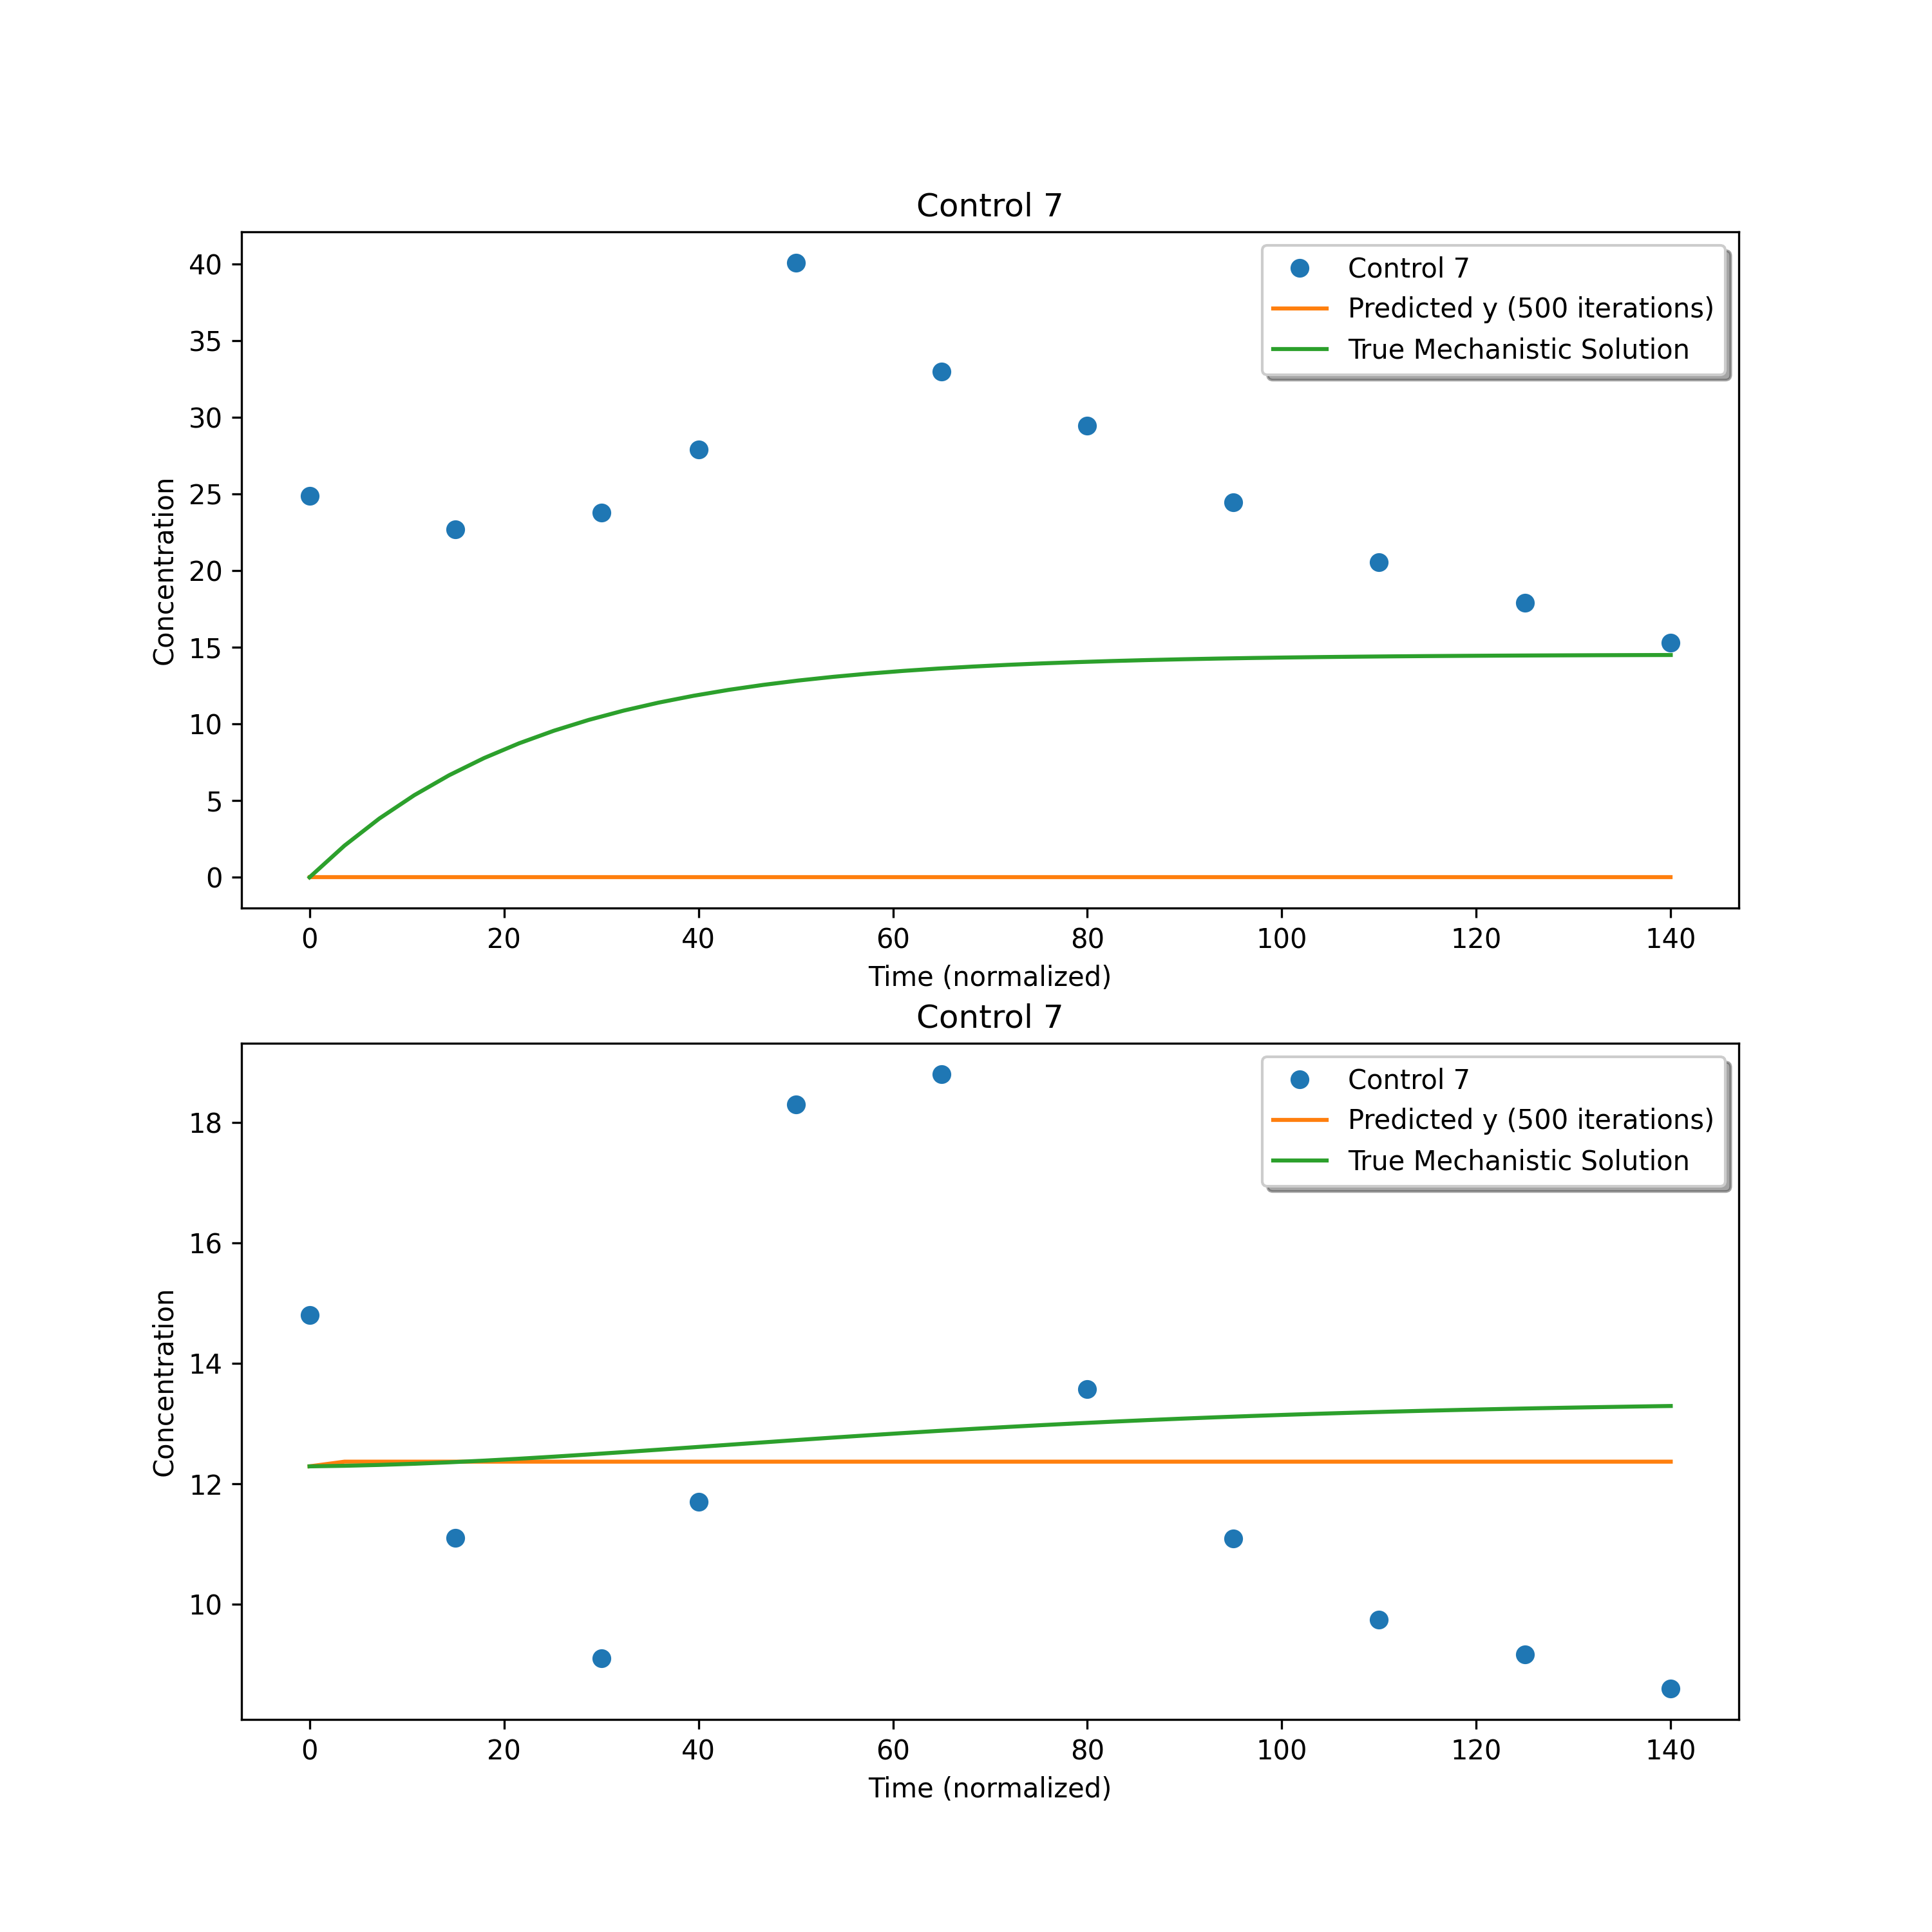 Control 7
40
35
30
25
20
15
10
5
0
Concentration
Control 7
Predicted y (500 iterations)
True Mechanistic Solution
0 20 40 60 80 100 120 140
Time (normalized)
Control 7
18
16
14
12
10
Concentration
Control 7
Predicted y (500 iterations)
True Mechanistic Solution
0 20 40 60 80 100 120 140
Time (normalized)